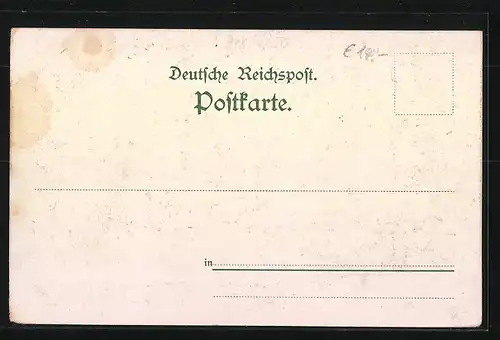 Deutsche Reichspost.
Postkarte.
in